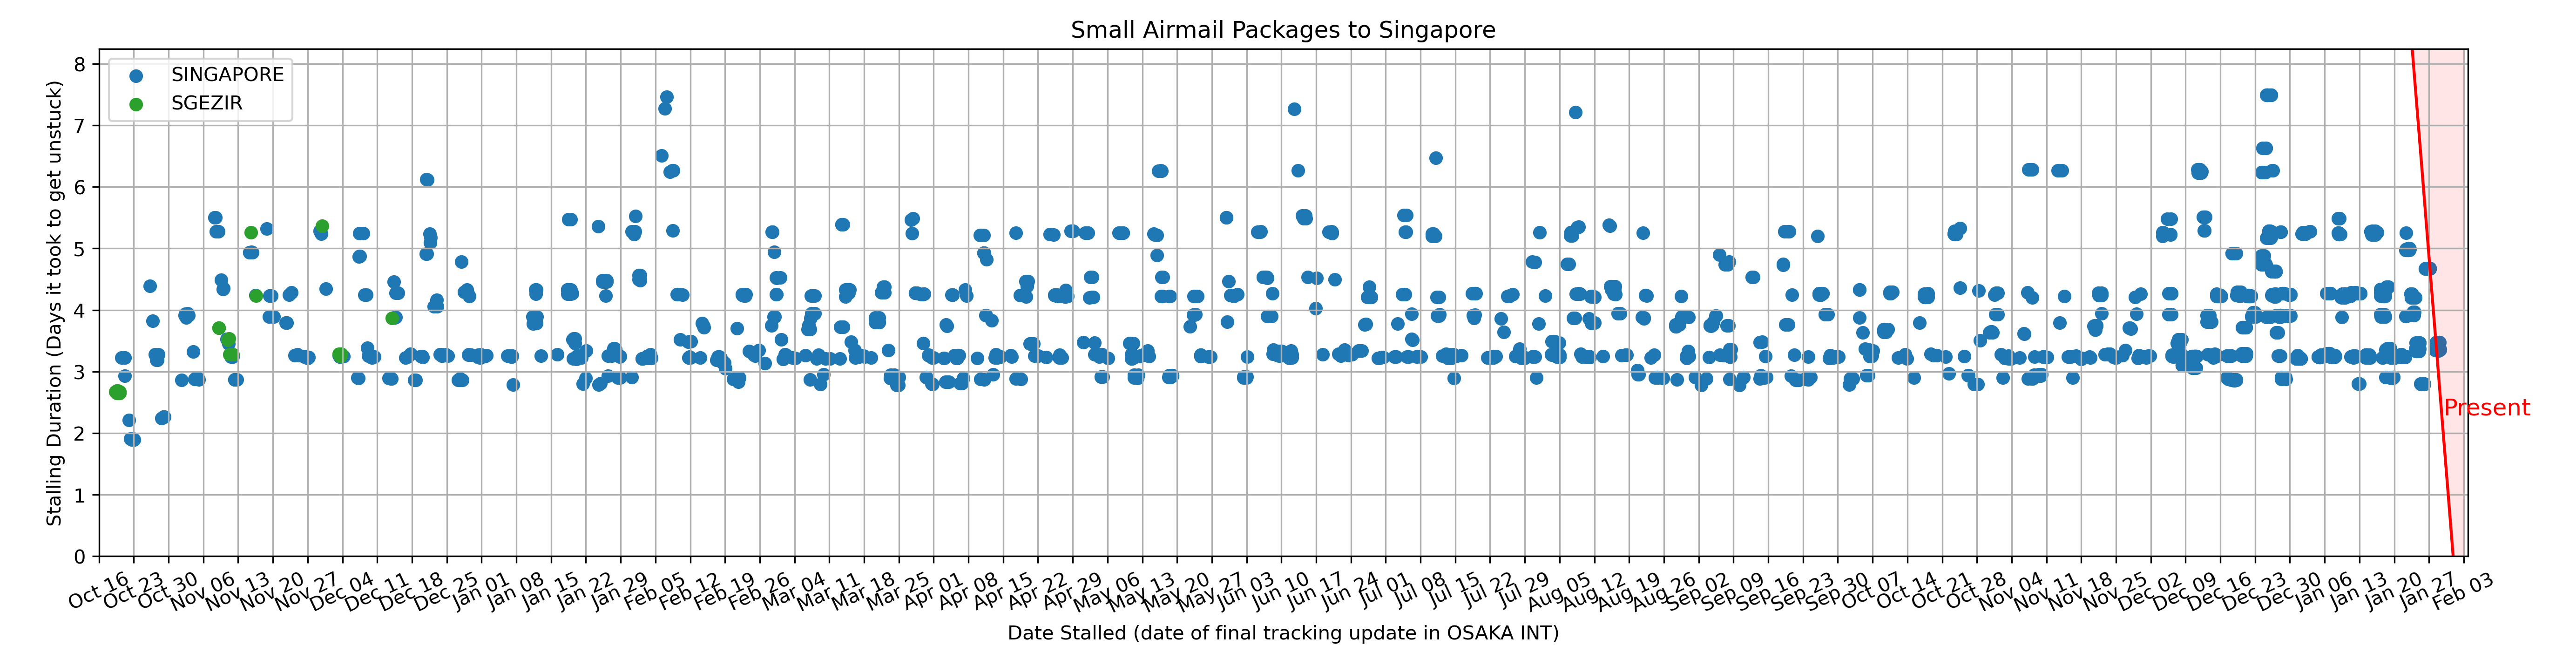 Small Airmail Packages to Singapore
SINGAPORE
SGEZIR
Stalling Duration (Days it took to get unstuck)
8
7
6
5
4
3
2
1
0
Present
Oct 16
Oct 23
Oct 30
Nov 06
Nov 13
Nov 20
Nov 27
Dec 04
Dec 11
Dec 18
Dec 25
Jan 01
Jan 08
Jan 15
Jan 22
Jan 29
Feb 05
Feb 12
Feb 19
Feb 26
Mar 04
Mar 11
Mar 18
Mar 25
Apr 01
Apr 08
Apr 15
Apr 22
Apr 29
May 06
May 13
May 20
May 27
Jun 03
Jun 10
Jun 17
Jun 24
Jul 01
Jul 08
Jul 15
Jul 22
Jul 29
Aug 05
Aug 12
Aug 19
Aug 26
Sep 02
Sep 09
Sep 16
Sep 23
Sep 30
Oct 07
Oct 14
Oct 21
Oct 28
Nov 04
Nov 11
Nov 18
Nov 25
Dec 02
Dec 09
Dec 16
Dec 23
Dec 30
Jan 06
Jan 13
Jan 20
Jan 27
Feb 03
Date Stalled (date of final tracking update in OSAKA INT)